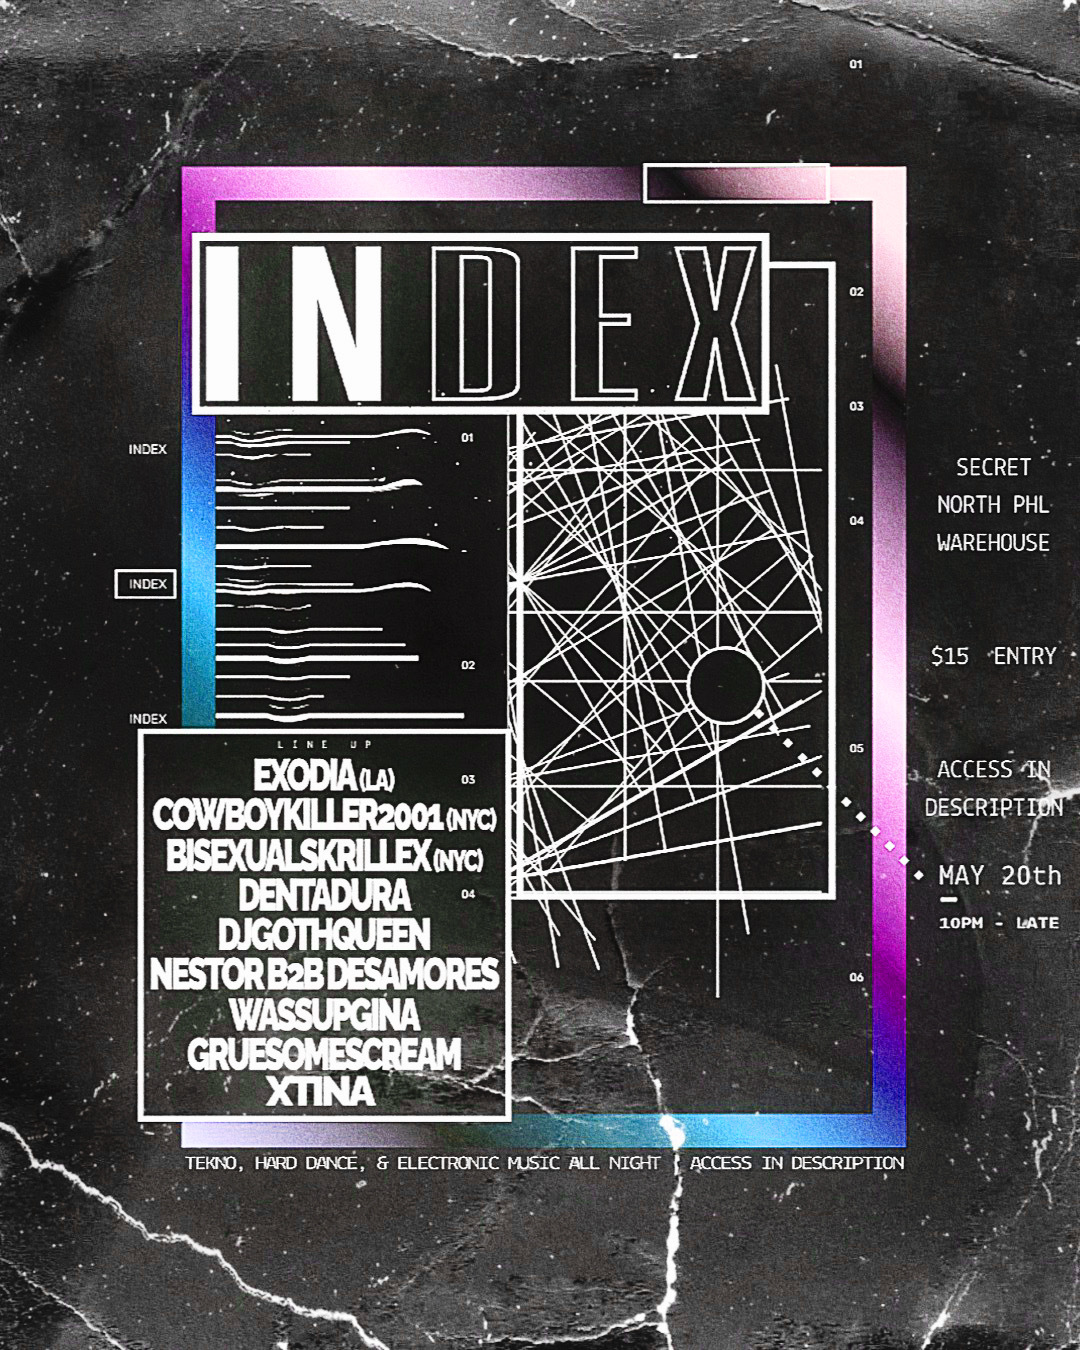 01
INDEX
02
03
04
05
06
INDEX
INDEX
INDEX
01
02
LINE UP
EXODIA (LA)
03
COWBOYKILLER2001 (NYC)
BISEXUALSKRILLEX (NYC)
DENTADURA
04
DJGOTHQUEEN
NESTOR B2B DESAMORES
WASSUPGINA
GRUESOMESCREAM
XTINA
SECRET
NORTH PHL
WAREHOUSE
$15 ENTRY
ACCESS IN
DESCRIPTION
MAY 20th
10PM - LATE
TEKNO, HARD DANCE, & ELECTRONIC MUSIC ALL NIGHT | ACCESS IN DESCRIPTION